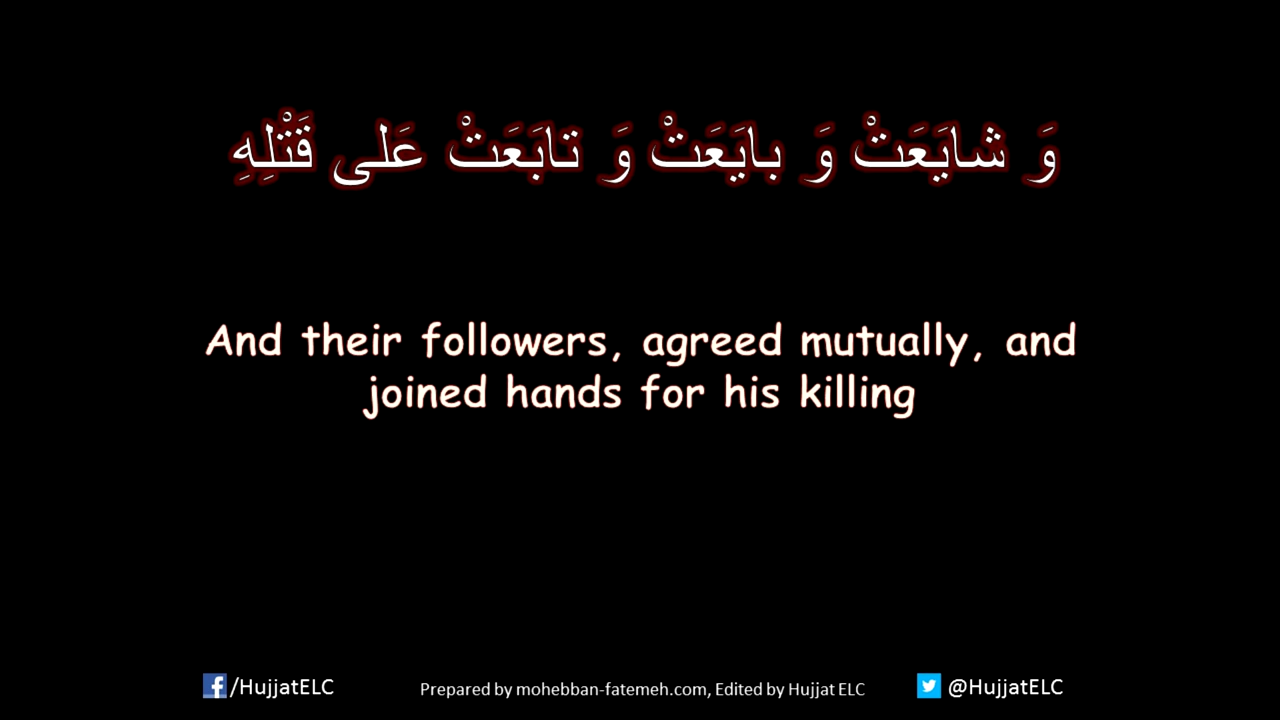 وَ شايَعَتْ وَ بايَعَتْ وَ تابَعَتْ عَلى قَتْلِهِ
And their followers, agreed mutually, and
joined hands for his killing
/HujjatELC Prepared by mohebban-fatemeh.com, Edited by Hujjat ELC @HujjatELC